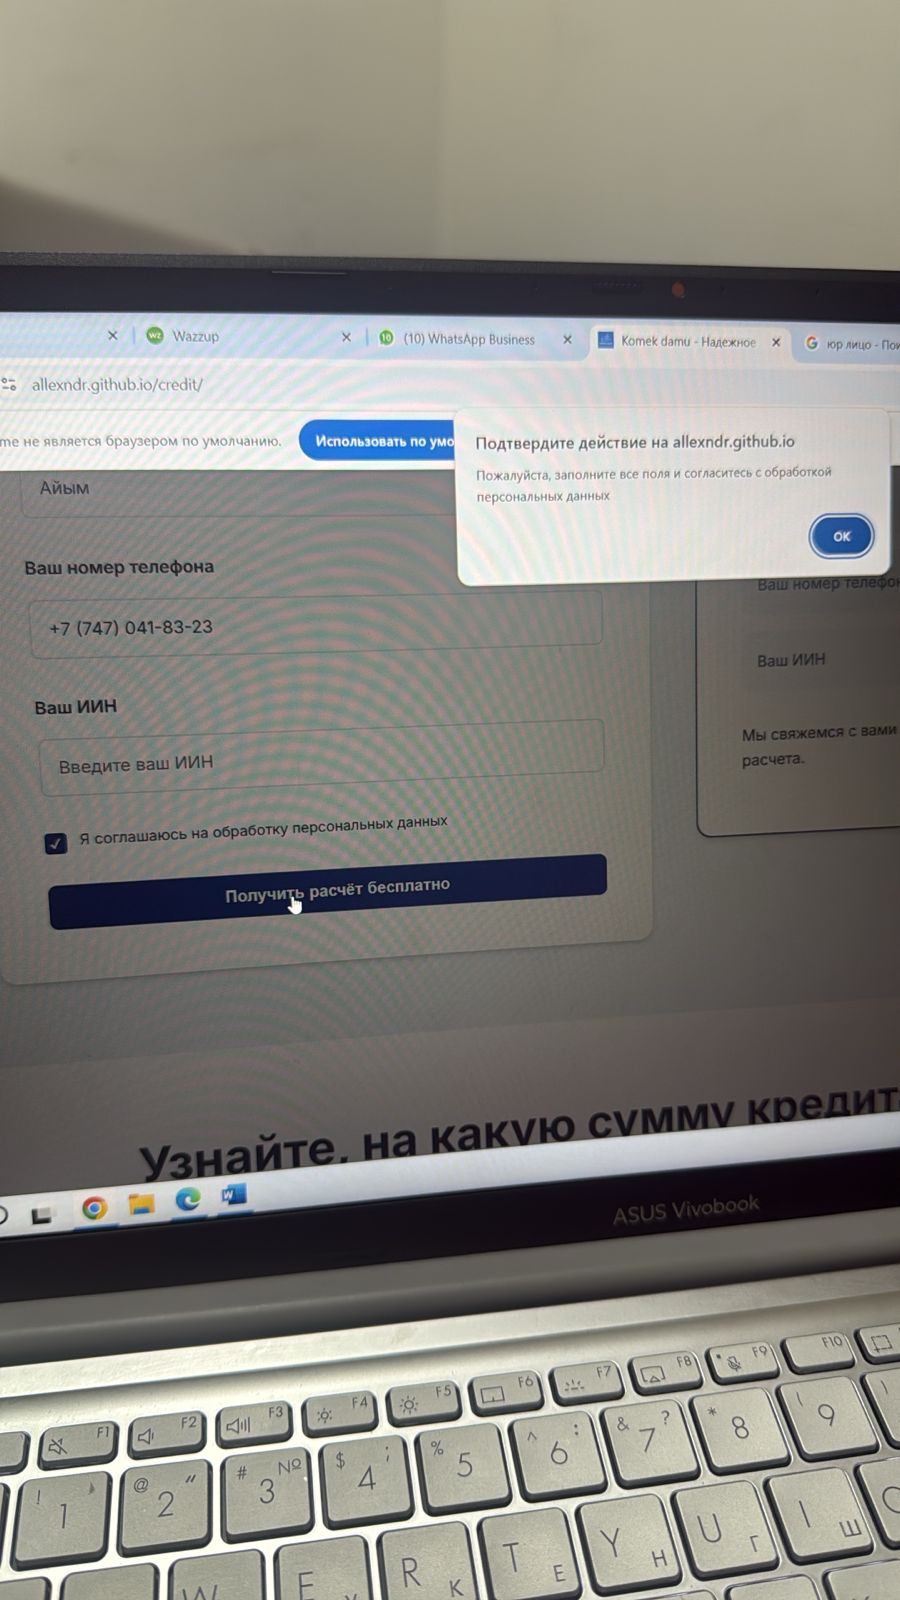 Wazzup
(10) WhatsApp Business
Komek damu - Надежное
юр лицо - Пои
allexndr.github.io/credit/
me не является браузером по умолчанию.
Использовать по умо
Подтвердите действие на allexndr.github.io
Пожалуйста, заполните все поля и согласитесь с обработкой
персональных данных
ОК
Айым
Ваш номер телефона
+7 (747) 041-83-23
Ваш ИИН
Введите ваш ИИН
Я соглашаюсь на обработку персональных данных
Получить расчёт бесплатно
Ваш номер телефо
Ваш ИИН
Мы свяжемся с вами
расчета.
Узнайте, на какую сумму кредит
ASUS Vivobook
F1 F2 F3 F4 F5 F6 F7 F8 F9 F10
! 1 @ " 2 # № 3 $ ; 4 % 5 ^ : 6 & ? 7 * 8 ( 9
W E R К T Е Y Н U Г I Ш